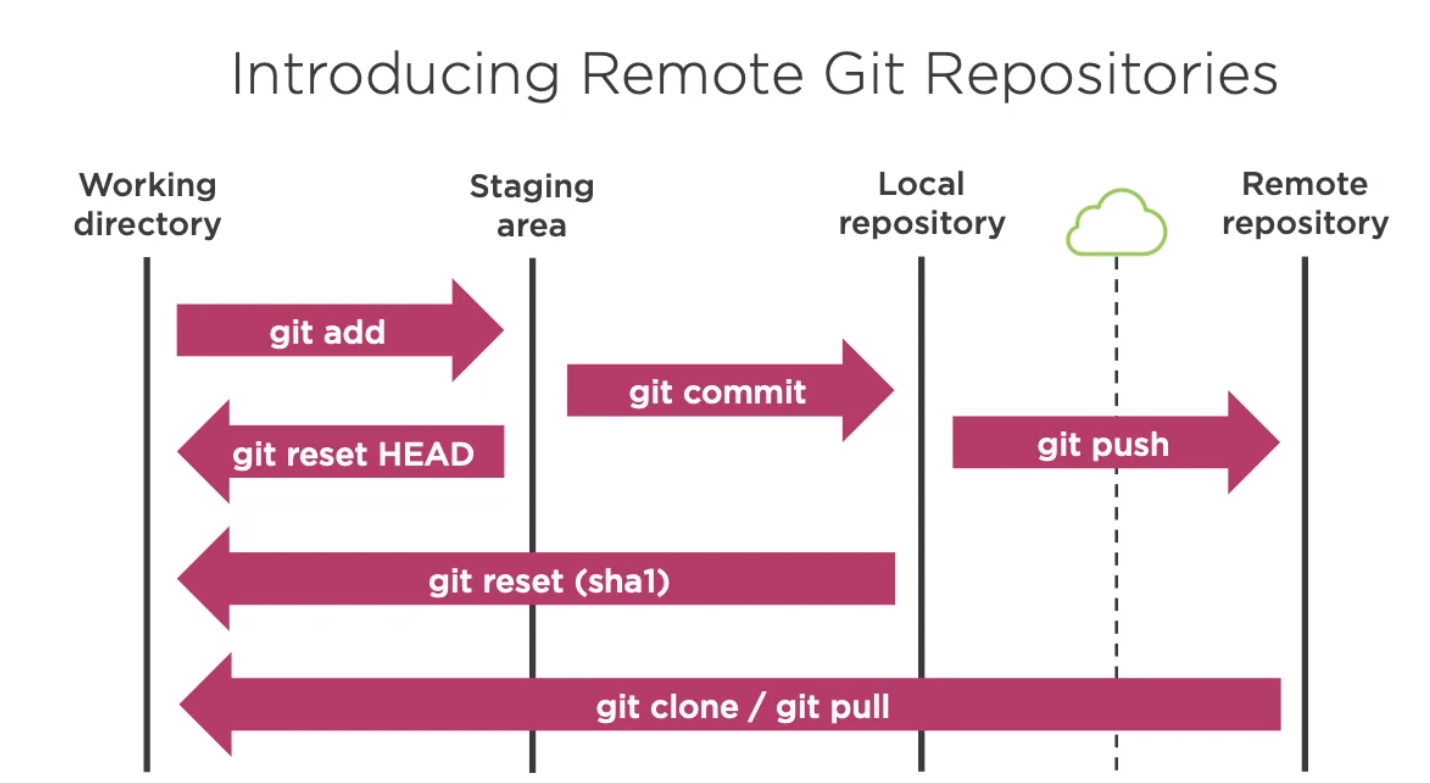 Introducing Remote Git Repositories
Working
directory
Staging
area
Local
repository
Remote
repository
git add
git commit
git push
git reset HEAD
git reset (sha1)
git clone / git pull